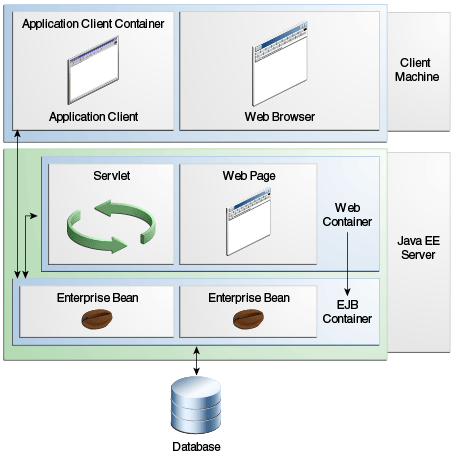 Application Client Container
Application Client
Web Browser
Client
Machine
Servlet
Web Page
Web
Container
Java EE
Server
Enterprise Bean
Enterprise Bean
EJB
Container
Database